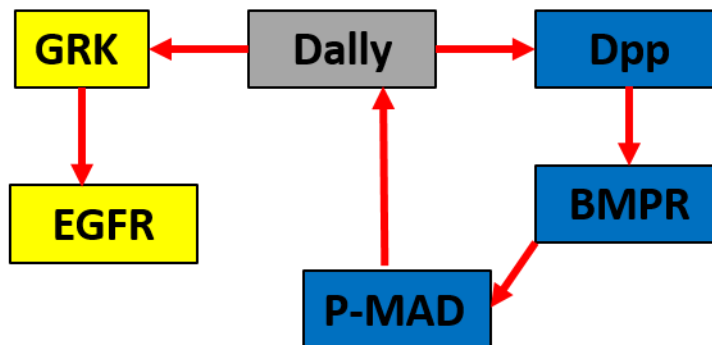 GRK
Dally
Dpp
EGFR
BMPR
P-MAD